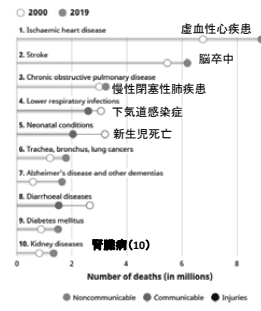 2000 2019
1. Ischaemic heart disease
虛血性心疾患
2. Stroke
脳卒中
3. Chronic obstructive pulmonary disease
慢性閉塞性肺疾患
4. Lower respiratory infections
下気道感染症
5. Neonatal conditions
新生児死亡
6. Trachea, bronchus, lung cancers
7. Alzheimer's disease and other dementias
8. Diarrhoeal diseases
9. Diabetes mellitus
10. Kidney diseases
腎臓病(10)
0 2 4 6 8
Number of deaths (in millions)
Noncommunicable Communicable Injuries